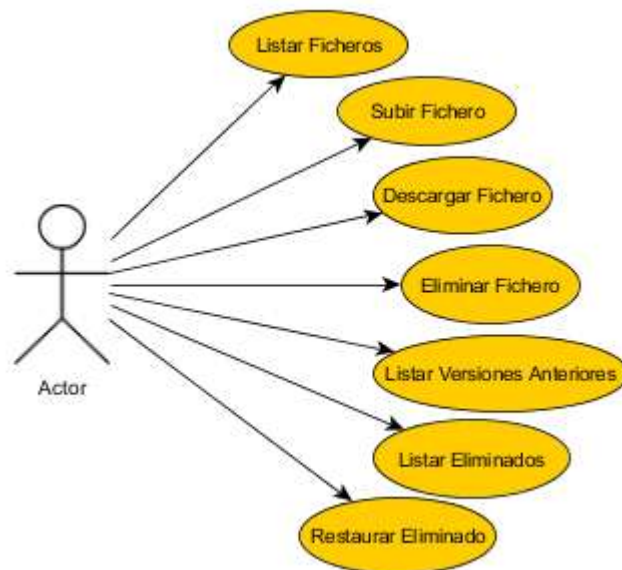 Listar Ficheros
Subir Fichero
Descargar Fichero
Eliminar Fichero
Listar Versiones Anteriores
Actor
Listar Eliminados
Restaurar Eliminado